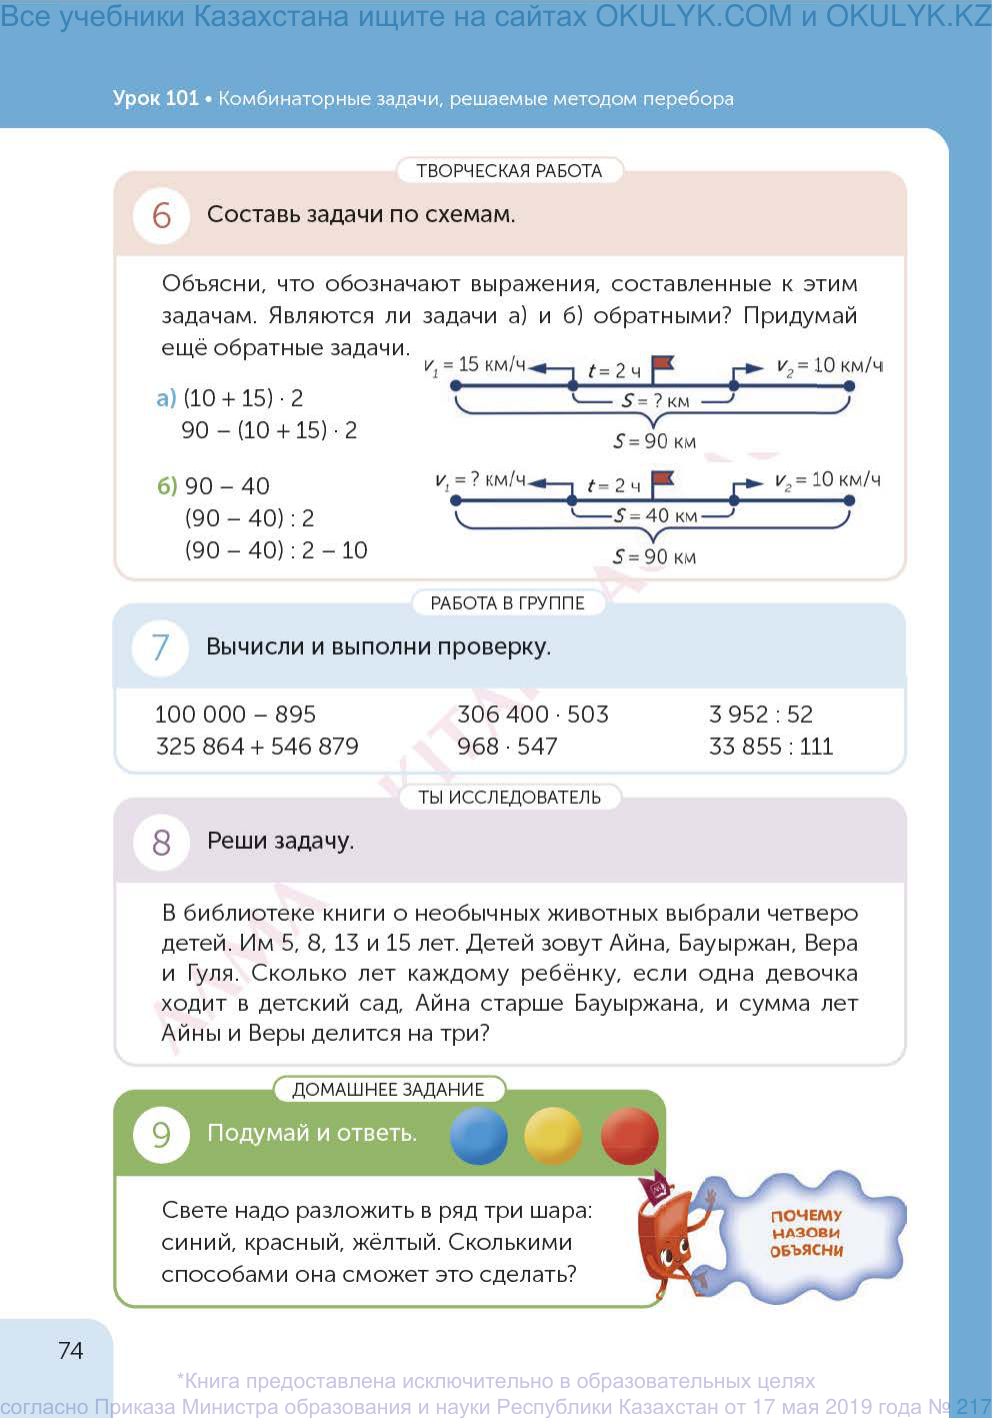 Все учебники Казахстана ищите на сайтах OKULYK.COM и OKULYK.KZ
Урок 101 • Комбинаторные задачи, решаемые методом перебора
ТВОРЧЕСКАЯ РАБОТА
6 Составь задачи по схемам.
Объясни, что обозначают выражения, составленные к этим
задачам. Являются ли задачи а) и б) обратными? Придумай
ещё обратные задачи.
v₁ = 15 км/ч t = 2 ч v₂ = 10 км/ч
а) (10 + 15) · 2
S = ? км
90 – (10 + 15) · 2
S = 90 км
v₁ = ? км/ч t = 2 ч v₂ = 10 км/ч
б) 90 – 40
(90 – 40) : 2
S = 40 км
(90 – 40) : 2 – 10
S = 90 км
РАБОТА В ГРУППЕ
7 Вычисли и выполни проверку.
100 000 – 895 306 400 · 503 3 952 : 52
325 864 + 546 879 968 · 547 33 855 : 111
ТЫ ИССЛЕДОВАТЕЛЬ
8 Реши задачу.
В библиотеке книги о необычных животных выбрали четверо
детей. Им 5, 8, 13 и 15 лет. Детей зовут Айна, Бауыржан, Вера
и Гуля. Сколько лет каждому ребёнку, если одна девочка
ходит в детский сад, Айна старше Бауыржана, и сумма лет
Айны и Веры делится на три?
ДОМАШНЕЕ ЗАДАНИЕ
9 Подумай и ответь.
Свете надо разложить в ряд три шара:
синий, красный, жёлтый. Сколькими
способами она сможет это сделать?
ПОЧЕМУ
НАЗОВИ
ОБЪЯСНИ
74
*Книга предоставлена исключительно в образовательных целях
согласно Приказа Министра образования и науки Республики Казахстан от 17 мая 2019 года № 217